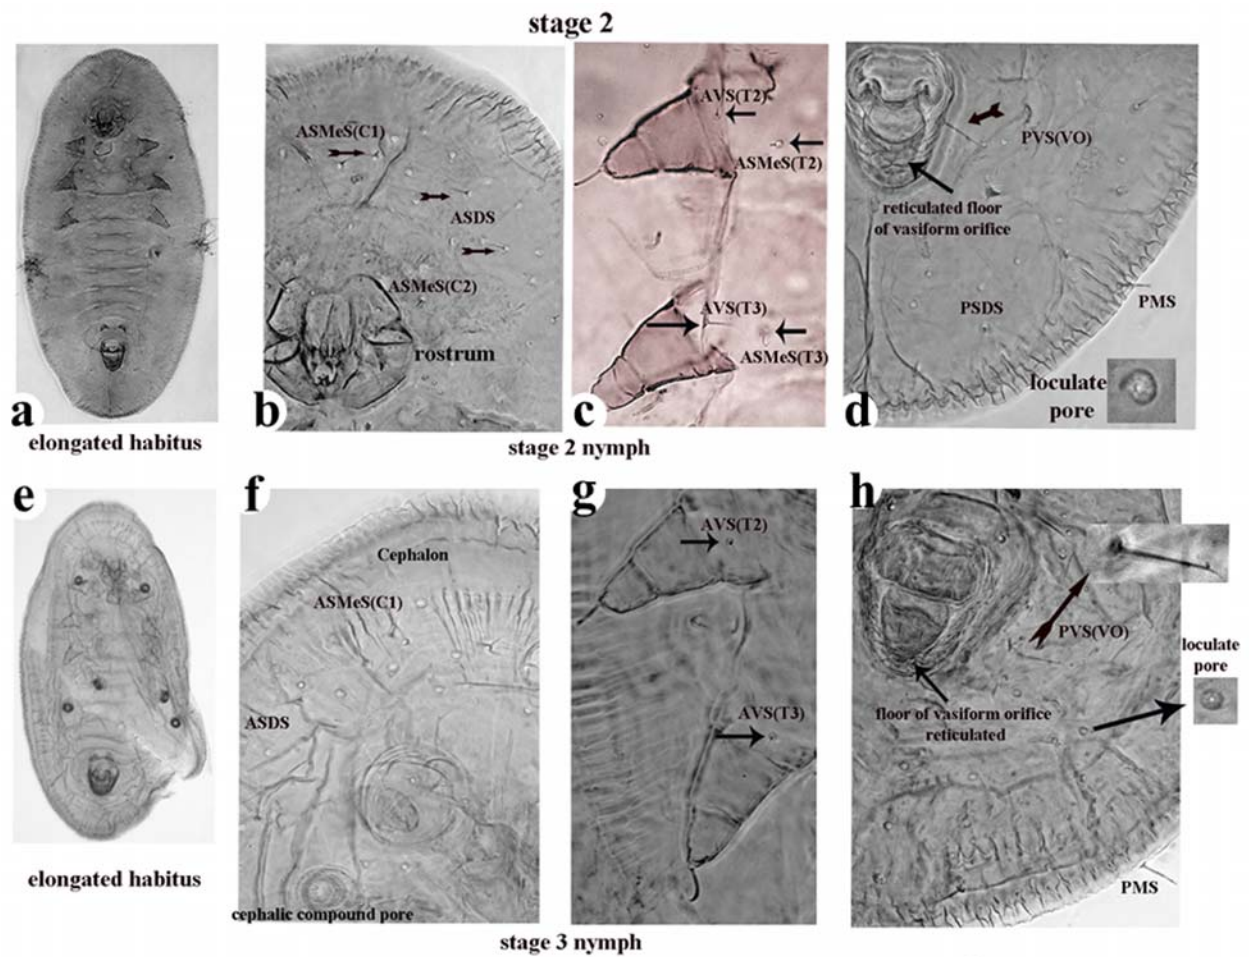 stage 2
a
elongated habitus
b
ASMeS(C1)
ASDS
ASMeS(C2)
rostrum
c
AVS(T2)
ASMeS(T2)
AVS(T3)
ASMeS(T3)
d
PVS(VO)
reticulated floor
of vasiform orifice
PSDS
PMS
loculate
pore
stage 2 nymph
e
elongated habitus
f
Cephalon
ASMeS(C1)
ASDS
cephalic compound pore
g
AVS(T2)
AVS(T3)
h
PVS(VO)
loculate
pore
floor of vasiform orifice
reticulated
PMS
stage 3 nymph